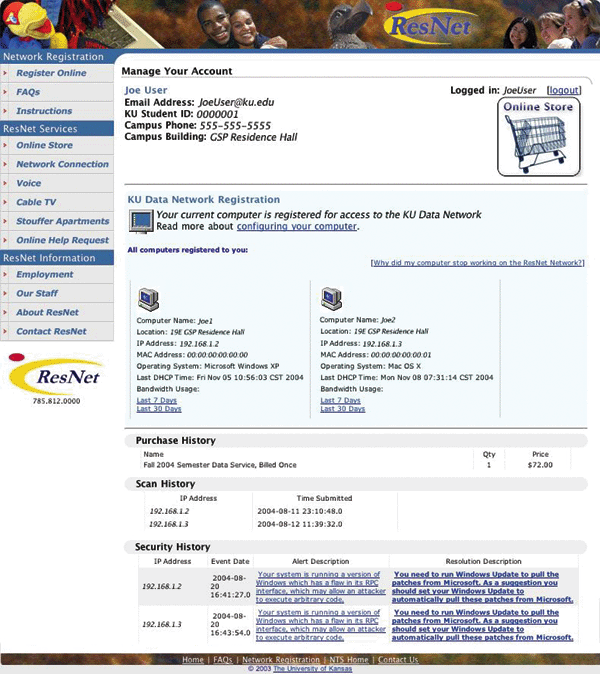 ResNet
Network Registration
Register Online
FAQs
Instructions
ResNet Services
Online Store
Network Connection
Voice
Cable TV
Stouffer Apartments
Online Help Request
ResNet Information
Employment
Our Staff
About ResNet
Contact ResNet
ResNet
785.812.0000
Manage Your Account
Joe User
Logged in: JoeUser [logout]
Email Address: JoeUser@ku.edu
KU Student ID: 0000001
Campus Phone: 555-555-5555
Campus Building: GSP Residence Hall
Online Store
KU Data Network Registration
Your current computer is registered for access to the KU Data Network
Read more about configuring your computer.
All computers registered to you:
[Why did my computer stop working on the ResNet Network?]
Computer Name: Joe1
Location: 19E GSP Residence Hall
IP Address: 192.168.1.2
MAC Address: 00:00:00:00:00:00
Operating System: Microsoft Windows XP
Last DHCP Time: Fri Nov 05 10:56:03 CST 2004
Bandwidth Usage:
Last 7 Days
Last 30 Days
Computer Name: Joe2
Location: 19E GSP Residence Hall
IP Address: 192.168.1.3
MAC Address: 00:00:00:00:00:01
Operating System: Mac OS X
Last DHCP Time: Mon Nov 08 07:31:14 CST 2004
Bandwidth Usage:
Last 7 Days
Last 30 Days
Purchase History
Name Qty Price
Fall 2004 Semester Data Service, Billed Once 1 $72.00
Scan History
IP Address Time Submitted
192.168.1.2 2004-08-11 23:10:48.0
192.168.1.3 2004-08-12 11:39:32.0
Security History
IP Address Event Date Alert Description Resolution Description
192.168.1.2
2004-08-
20
16:41:27.0
Your system is running a version of
Windows which has a flaw in its RPC
interface, which may allow an attacker
to execute arbitrary code.
You need to run Windows Update to pull the
patches from Microsoft. As a suggestion you
should set your Windows Update to
automatically pull these patches from Microsoft.
192.168.1.3
2004-08-
20
16:43:54.0
Your system is running a version of
Windows which has a flaw in its RPC
interface, which may allow an attacker
to execute arbitrary code.
You need to run Windows Update to pull the
patches from Microsoft. As a suggestion you
should set your Windows Update to
automatically pull these patches from Microsoft.
Home | FAQs | Network Registration | NTS Home | Contact Us
© 2003 The University of Kansas